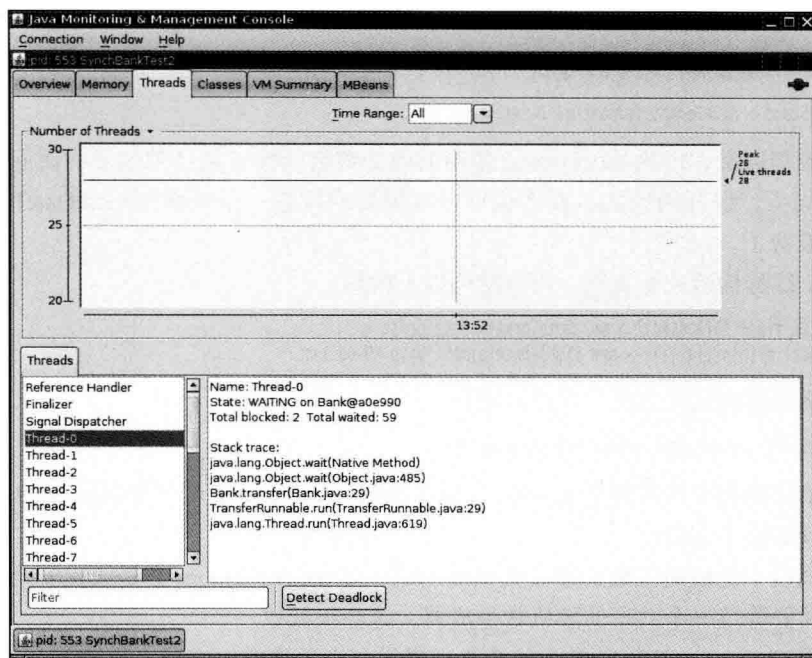 Java Monitoring & Management Console
Connection Window Help
pid: 553 SynchBankTest2
Overview Memory Threads Classes VM Summary MBeans
Time Range: All
Number of Threads
30
Peak
28
Live threads
28
25
20
13:52
Threads
Reference Handler
Finalizer
Signal Dispatcher
Thread-0
Thread-1
Thread-2
Thread-3
Thread-4
Thread-5
Thread-6
Thread-7
Name: Thread-0
State: WAITING on Bank@a0e990
Total blocked: 2 Total waited: 59
Stack trace:
java.lang.Object.wait(Native Method)
java.lang.Object.wait(Object.java:485)
Bank.transfer(Bank.java:29)
TransferRunnable.run(TransferRunnable.java:29)
java.lang.Thread.run(Thread.java:619)
Filter
Detect Deadlock
pid: 553 SynchBankTest2